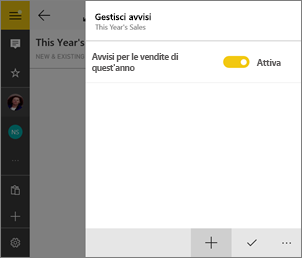 Gestisci avvisi
This Year's Sales
This Year's
NEW & EXISTING
Avvisi per le vendite di
quest'anno
Attiva
NS